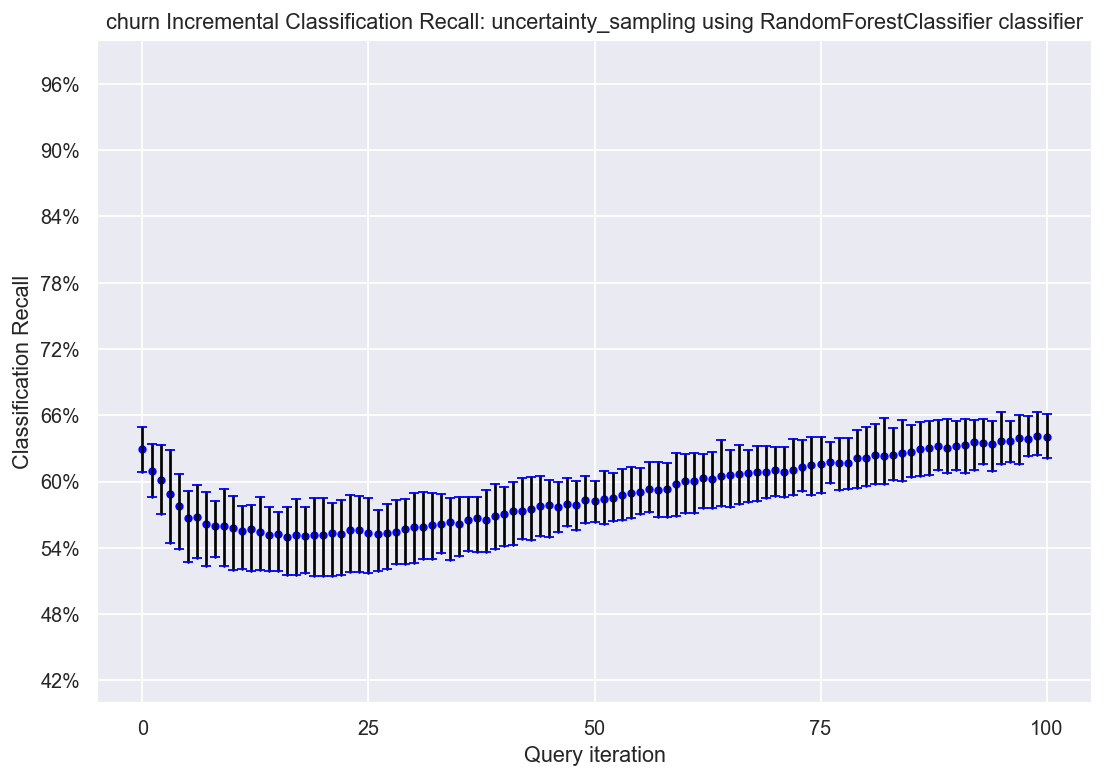 churn Incremental Classification Recall: uncertainty_sampling using RandomForestClassifier classifier
96%
90%
84%
78%
72%
66%
60%
54%
48%
42%
Classification Recall
0 25 50 75 100
Query iteration